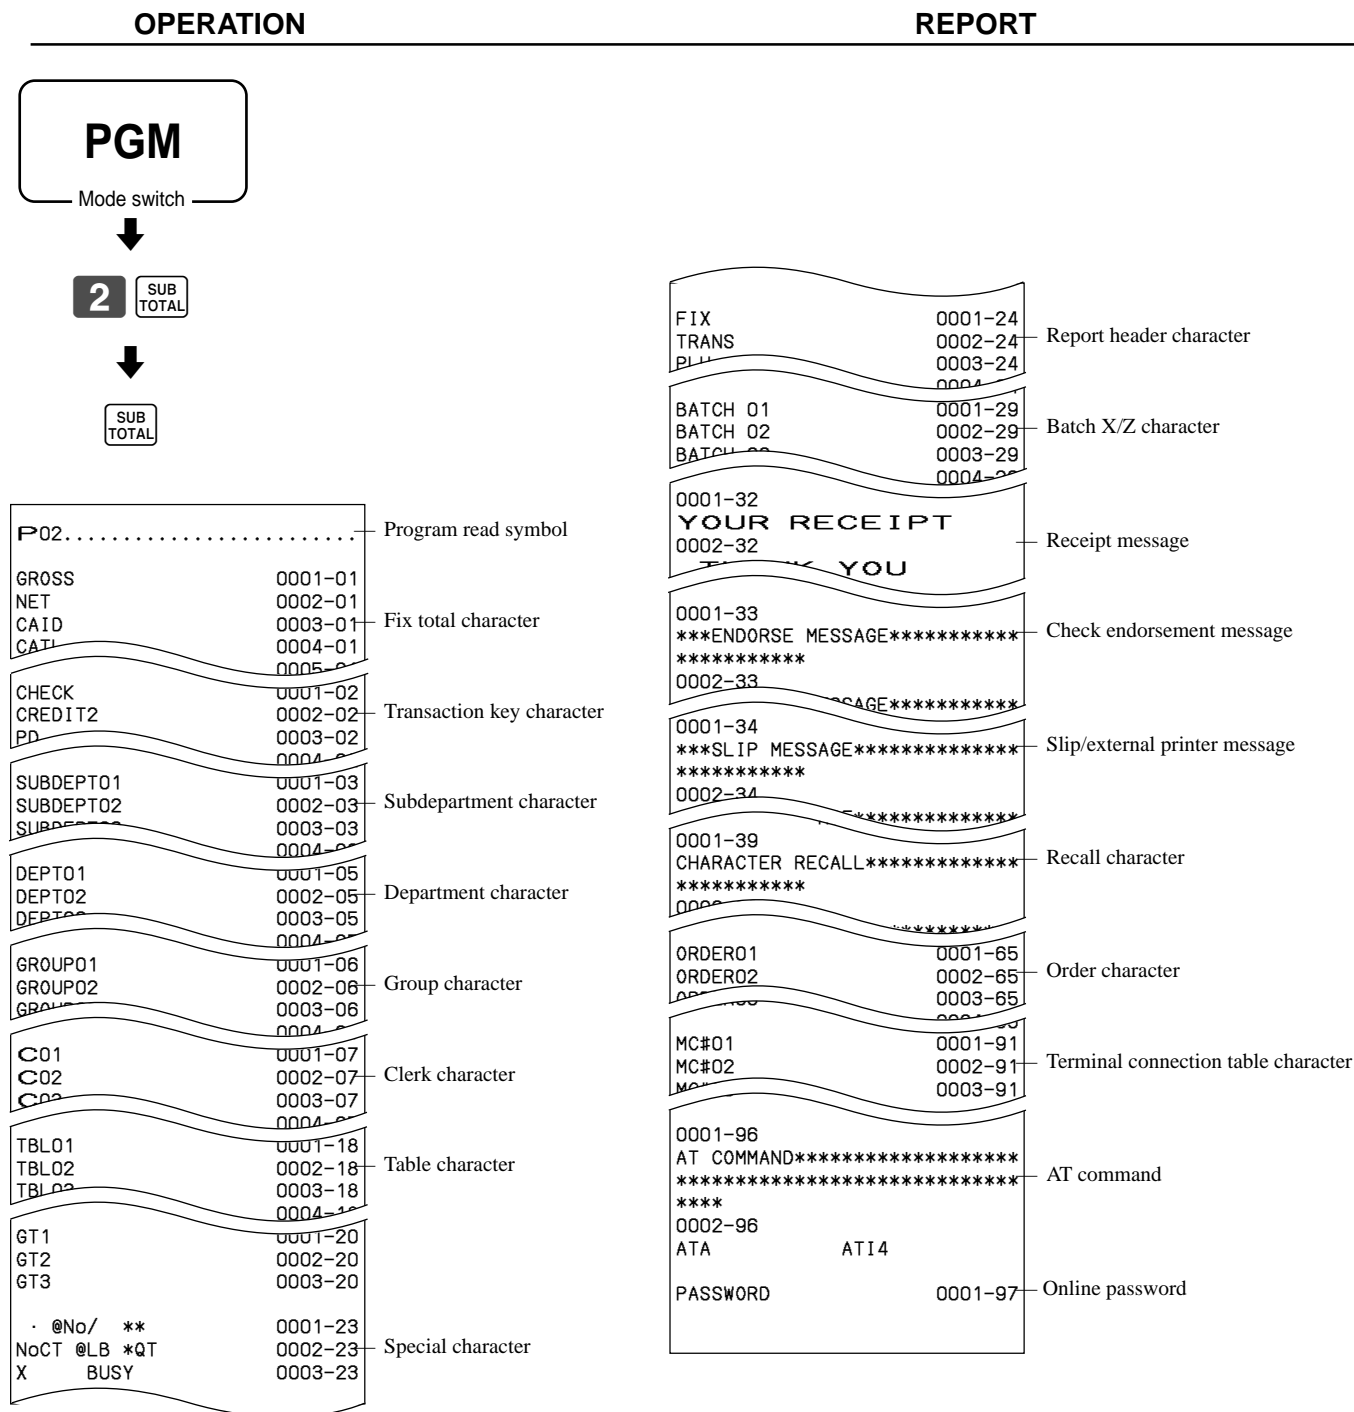 OPERATION
REPORT
PGM
Mode switch
2 SUB TOTAL
SUB TOTAL
P02......................... Program read symbol
GROSS 0001-01
NET 0002-01
CAID 0003-01 Fix total character
0004-01
CHECK 0001-02
CREDIT2 0002-02 Transaction key character
PD 0003-02
SUBDEPT01 0001-03
SUBDEPT02 0002-03 Subdepartment character
0003-03
DEPT01 0001-05
DEPT02 0002-05 Department character
0003-05
GROUP01 0001-06
GROUP02 0002-06 Group character
0003-06
C01 0001-07
C02 0002-07 Clerk character
0003-07
TBL01 0001-18
TBL02 0002-18 Table character
TBL03 0003-18
GT1 0001-20
GT2 0002-20
GT3 0003-20
· @No/ ** 0001-23
NoCT @LB *QT 0002-23 Special character
X BUSY 0003-23
FIX 0001-24
TRANS 0002-24 Report header character
PLU 0003-24
BATCH 01 0001-29
BATCH 02 0002-29 Batch X/Z character
0003-29
0001-32
YOUR RECEIPT
0002-32 Receipt message
YOU
0001-33
***ENDORSE MESSAGE*********** Check endorsement message
***********
0002-33
0001-34
***SLIP MESSAGE************** Slip/external printer message
***********
0002-34
0001-39
CHARACTER RECALL************* Recall character
***********
ORDER01 0001-65
ORDER02 0002-65 Order character
0003-65
MC#01 0001-91
MC#02 0002-91 Terminal connection table character
0003-91
0001-96
AT COMMAND*******************
***************************** AT command
****
0002-96
ATA ATI4
PASSWORD 0001-97 Online password